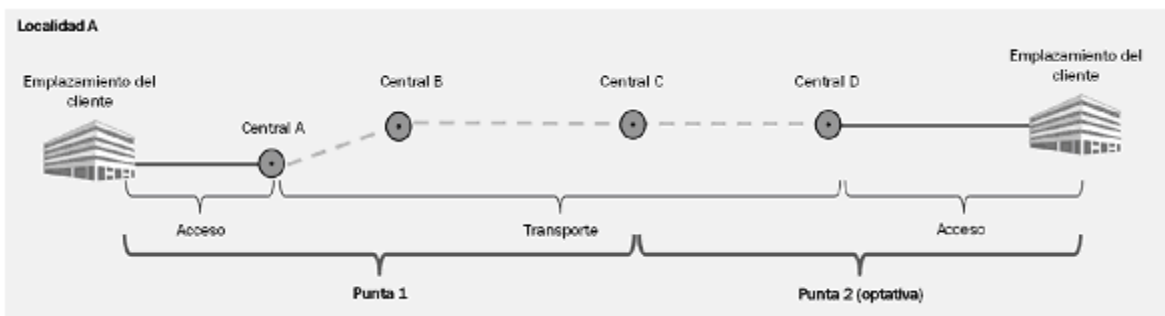 Localidad A
Emplazamiento del
cliente
Central A
Central B
Central C
Central D
Emplazamiento del
cliente
Acceso
Transporte
Acceso
Punta 1
Punta 2 (optativa)